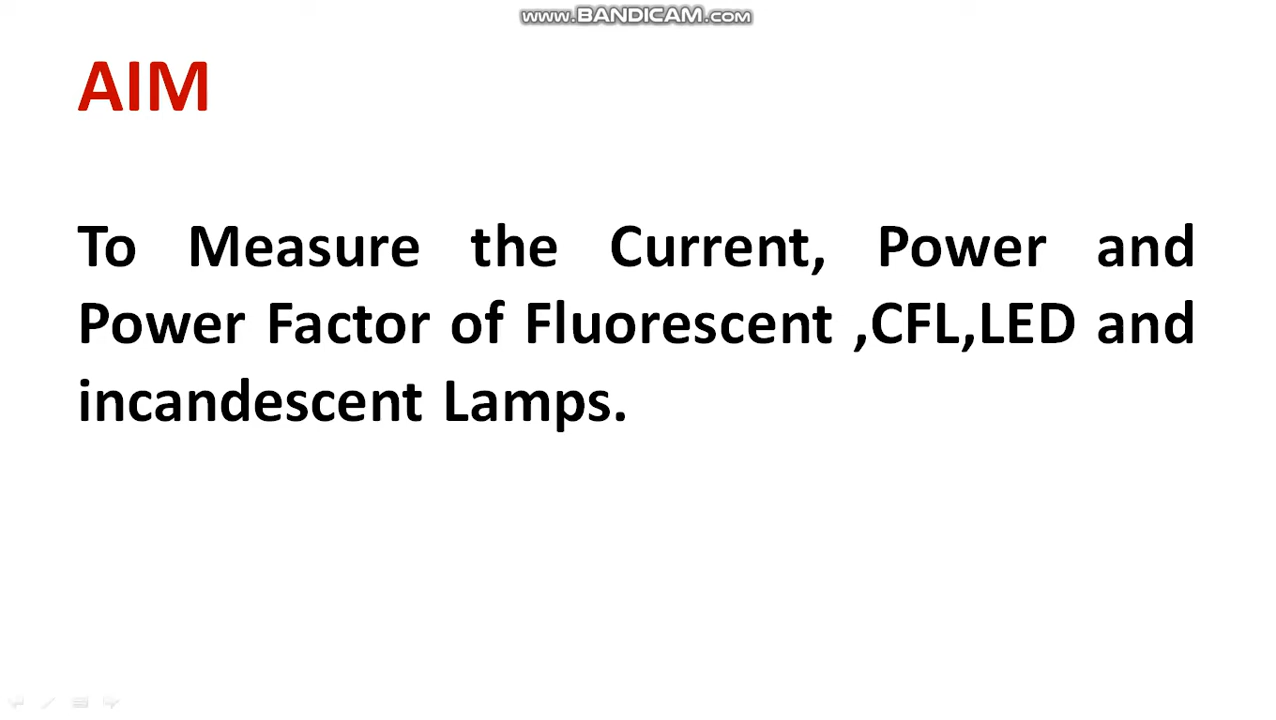 www.BANDICAM.com
AIM
To Measure the Current, Power and
Power Factor of Fluorescent ,CFL,LED and
incandescent Lamps.